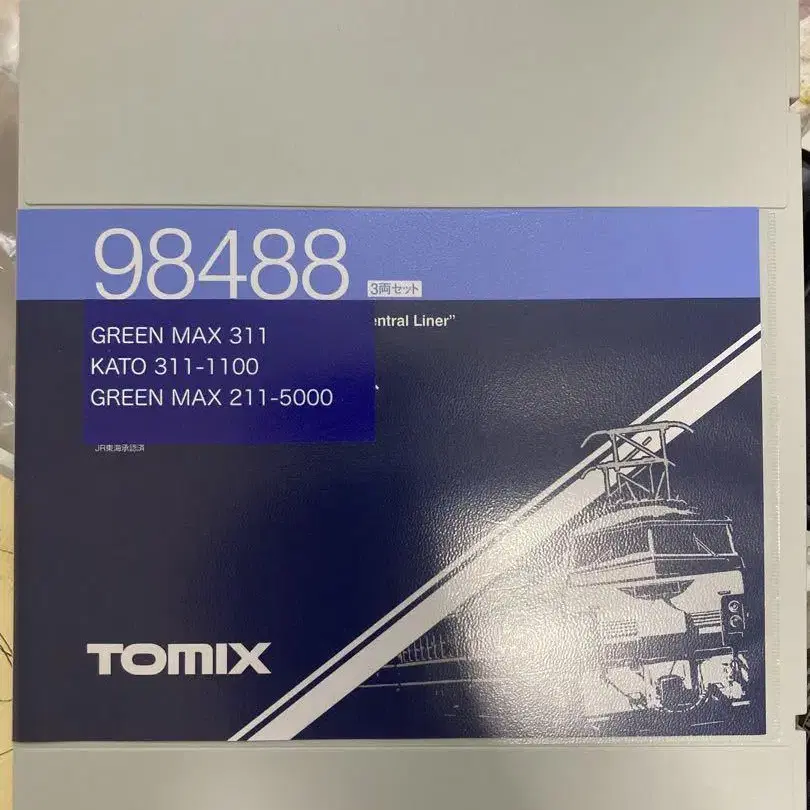 98488
3両セット
entral Liner”
GREEN MAX 311
KATO 311-1100
GREEN MAX 211-5000
JR東海承認済
TOMIX